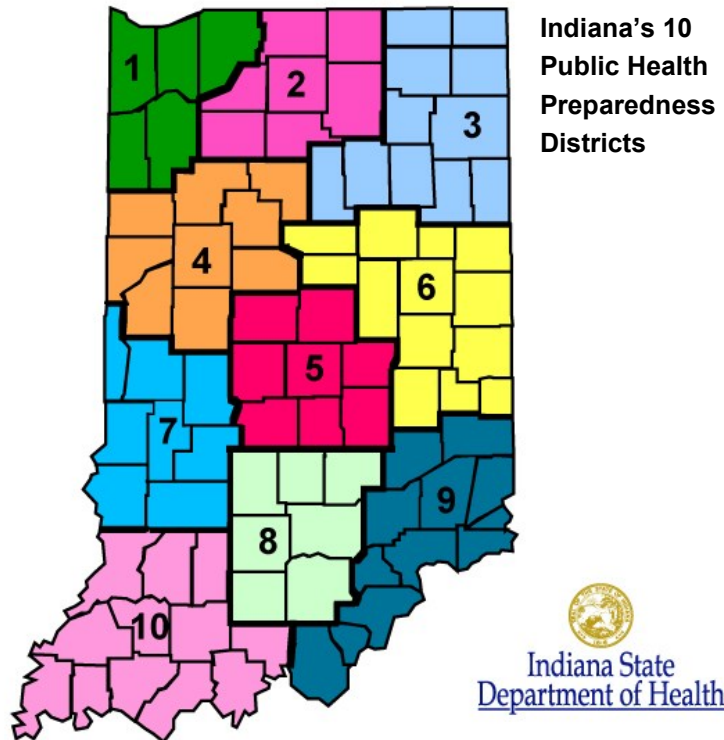 Indiana’s 10
Public Health
Preparedness
Districts
1
2
3
4
5
6
7
8
9
10
Indiana State
Department of Health